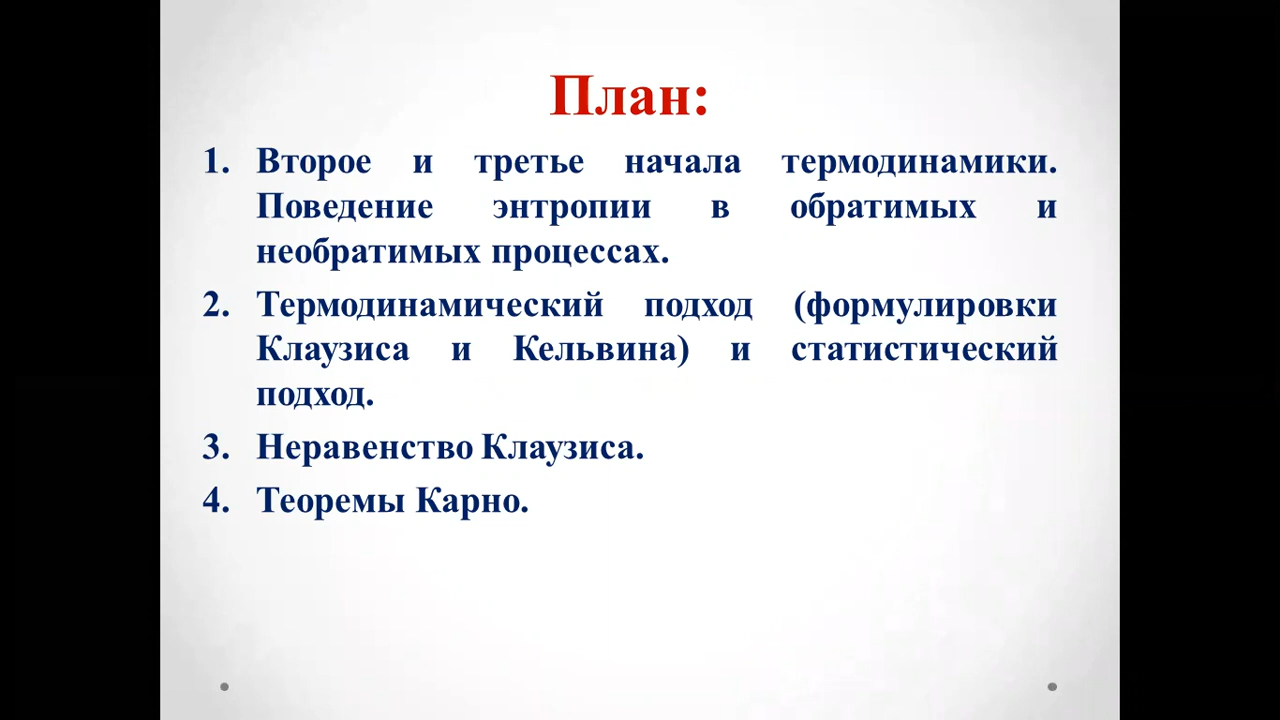 План:
1. Второе и третье начала термодинамики.
Поведение энтропии в обратимых и
необратимых процессах.
2. Термодинамический подход (формулировки
Клаузиса и Кельвина) и статистический
подход.
3. Неравенство Клаузиса.
4. Теоремы Карно.